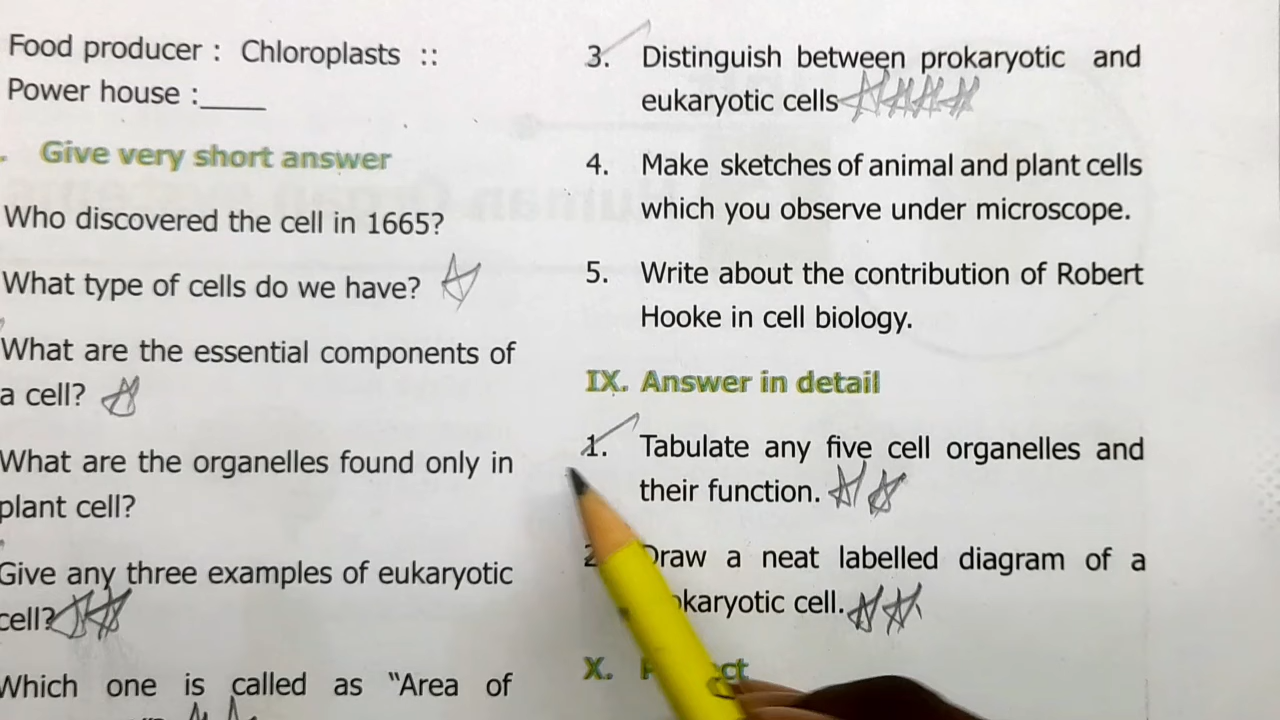 Food producer : Chloroplasts ::
Power house :____
. Give very short answer
Who discovered the cell in 1665?
What type of cells do we have?
What are the essential components of
a cell?
What are the organelles found only in
plant cell?
Give any three examples of eukaryotic
cell?
Which one is called as “Area of
3. Distinguish between prokaryotic and
eukaryotic cells
4. Make sketches of animal and plant cells
which you observe under microscope.
5. Write about the contribution of Robert
Hooke in cell biology.
IX. Answer in detail
1. Tabulate any five cell organelles and
their function.
2. Draw a neat labelled diagram of a
cell.
X.